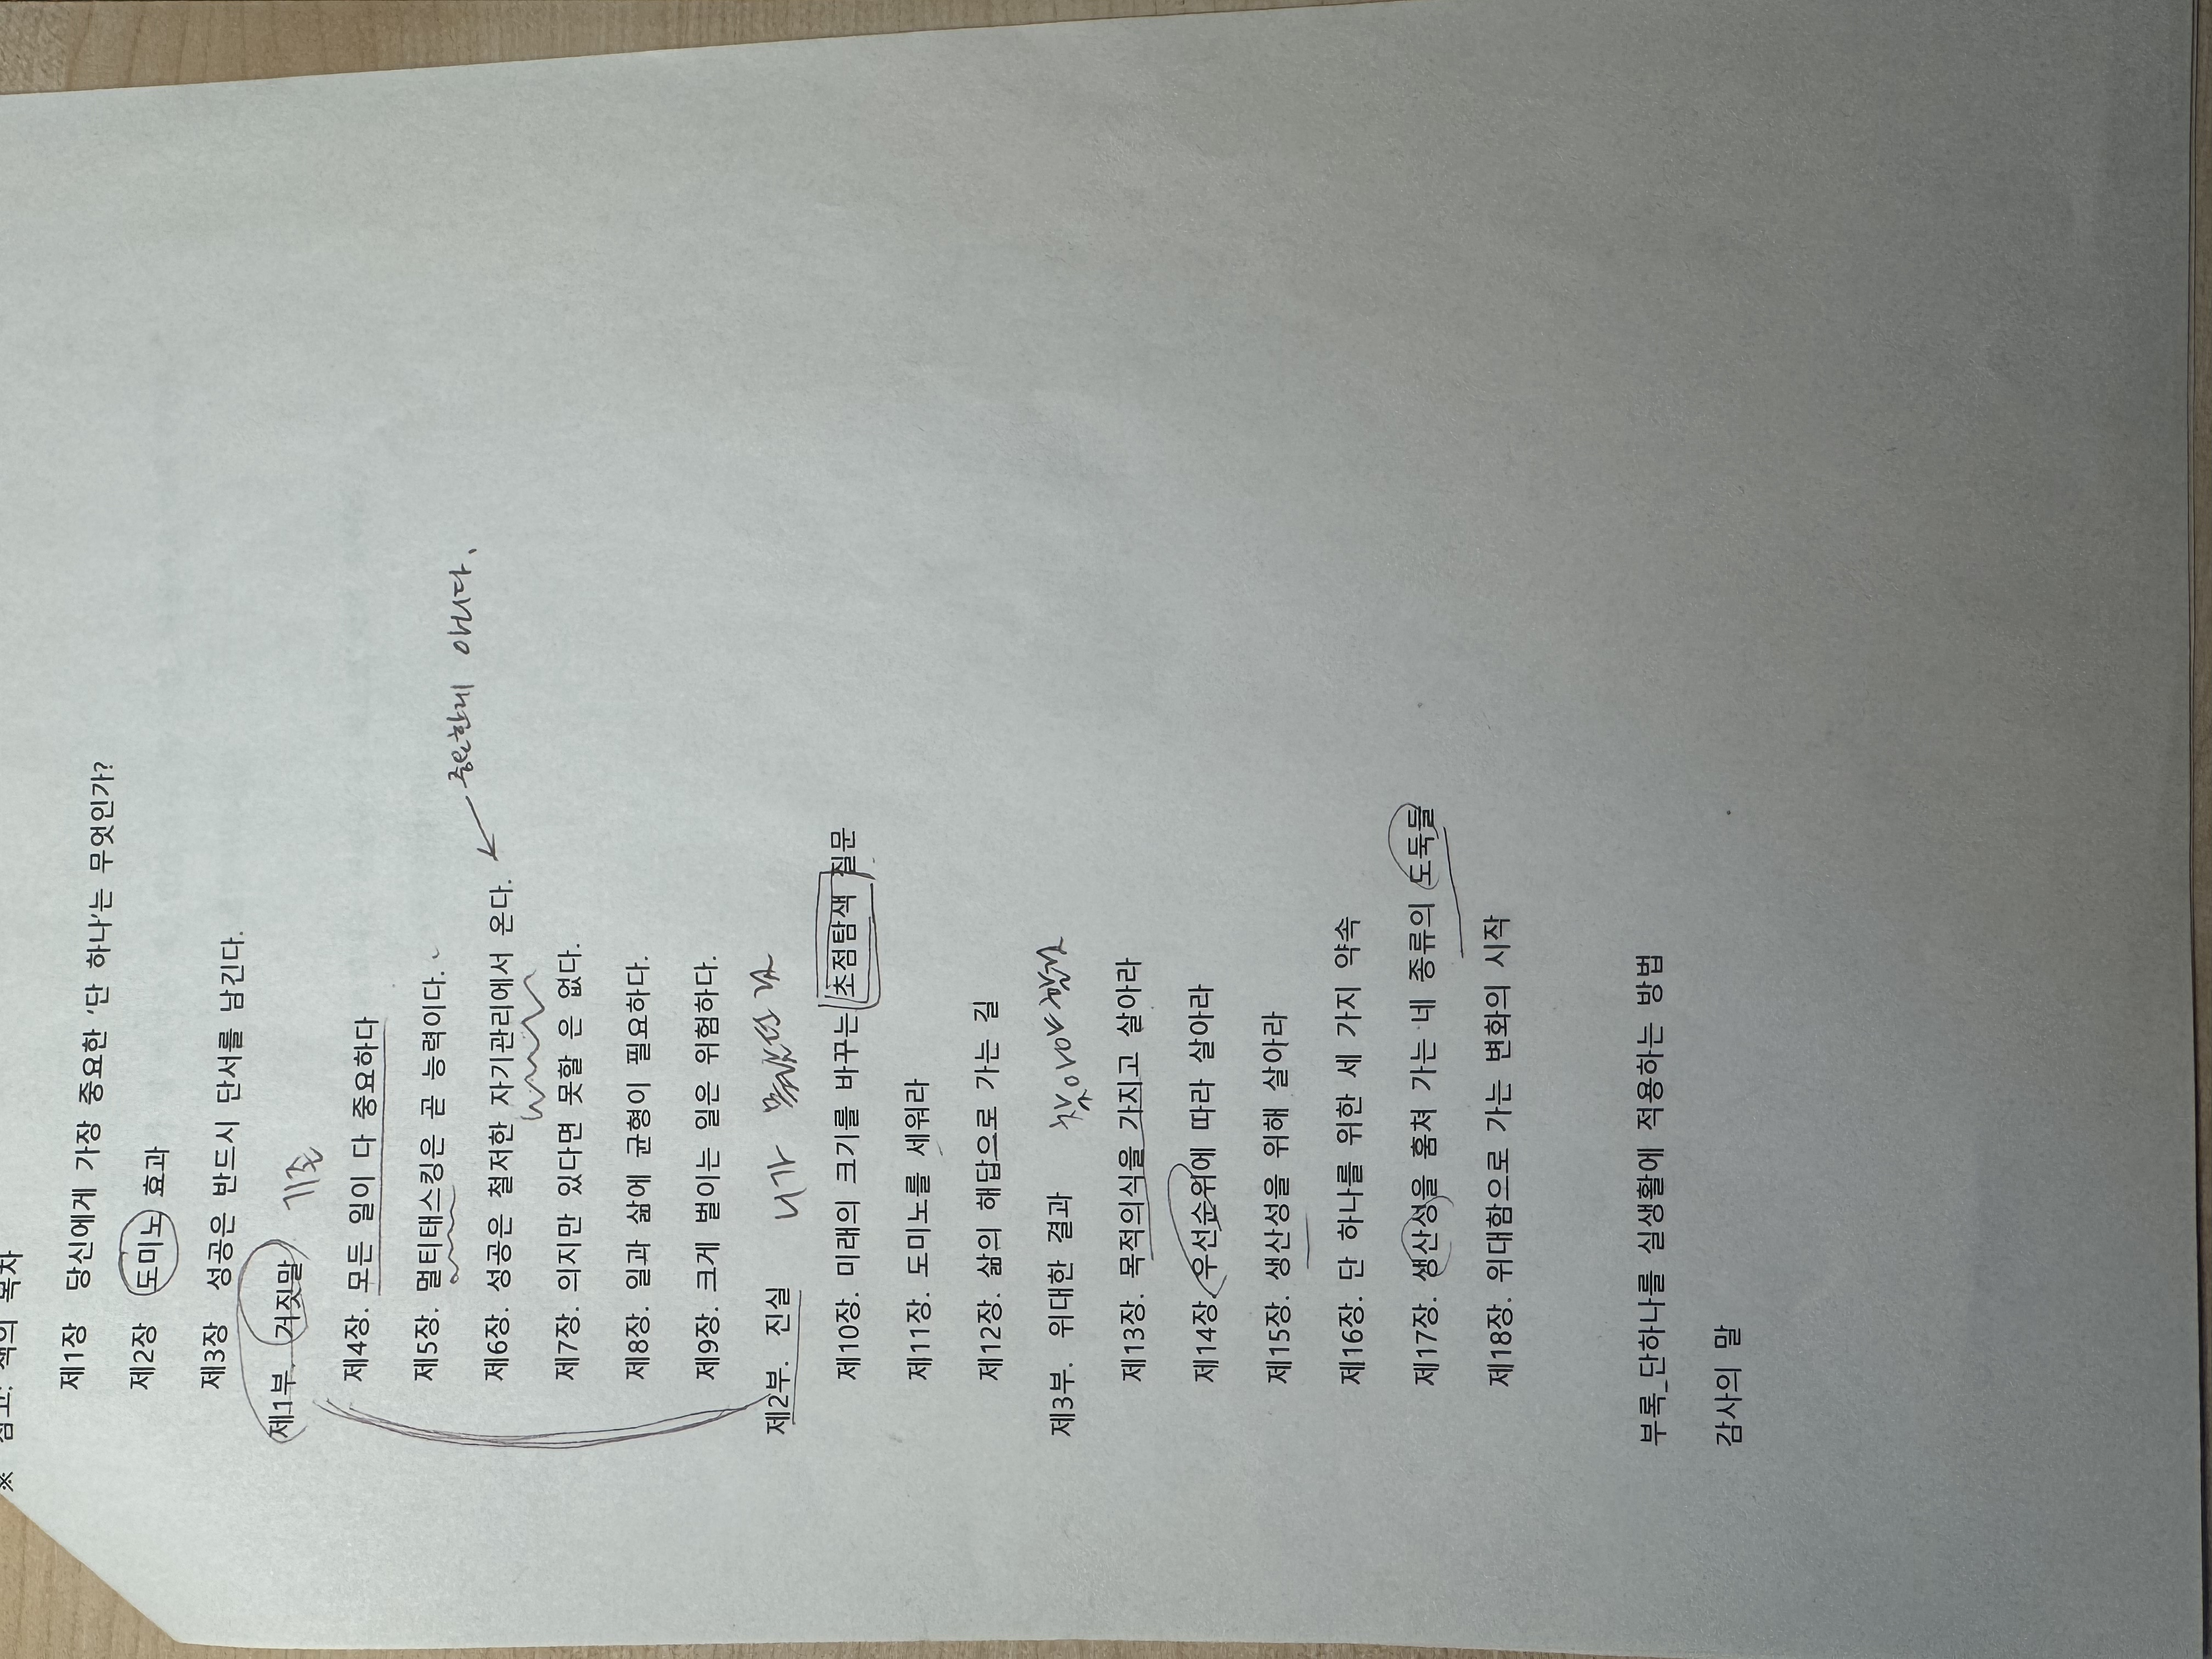 ※ 참고: 책의 목차
제1장 당신에게 가장 중요한 ‘단 하나’는 무엇인가?
제2장 도미노 효과
제3장 성공은 반드시 단서를 남긴다.
제1부. 거짓말 기존
제4장. 모든 일이 다 중요하다
제5장. 멀티태스킹은 곧 능력이다.
중요한게 아니다.
제6장. 성공은 철저한 자기관리에서 온다.
제7장. 의지만 있다면 못할 은 없다.
제8장. 일과 삶에 균형이 필요하다.
제9장. 크게 벌이는 일은 위험하다.
제2부. 진실 니가 몰랐던 것
제10장. 미래의 크기를 바꾸는 초점탐색 질문
제11장. 도미노를 세워라
제12장. 삶의 해답으로 가는 길
제3부. 위대한 결과 찾아야 할것
제13장. 목적의식을 가지고 살아라
제14장. 우선순위에 따라 살아라
제15장. 생산성을 위해 살아라
제16장. 단 하나를 위한 세 가지 약속
제17장. 생산성을 훔쳐 가는 네 종류의 도둑들
제18장. 위대함으로 가는 변화의 시작
부록_단하나를 실생활에 적용하는 방법
감사의 말